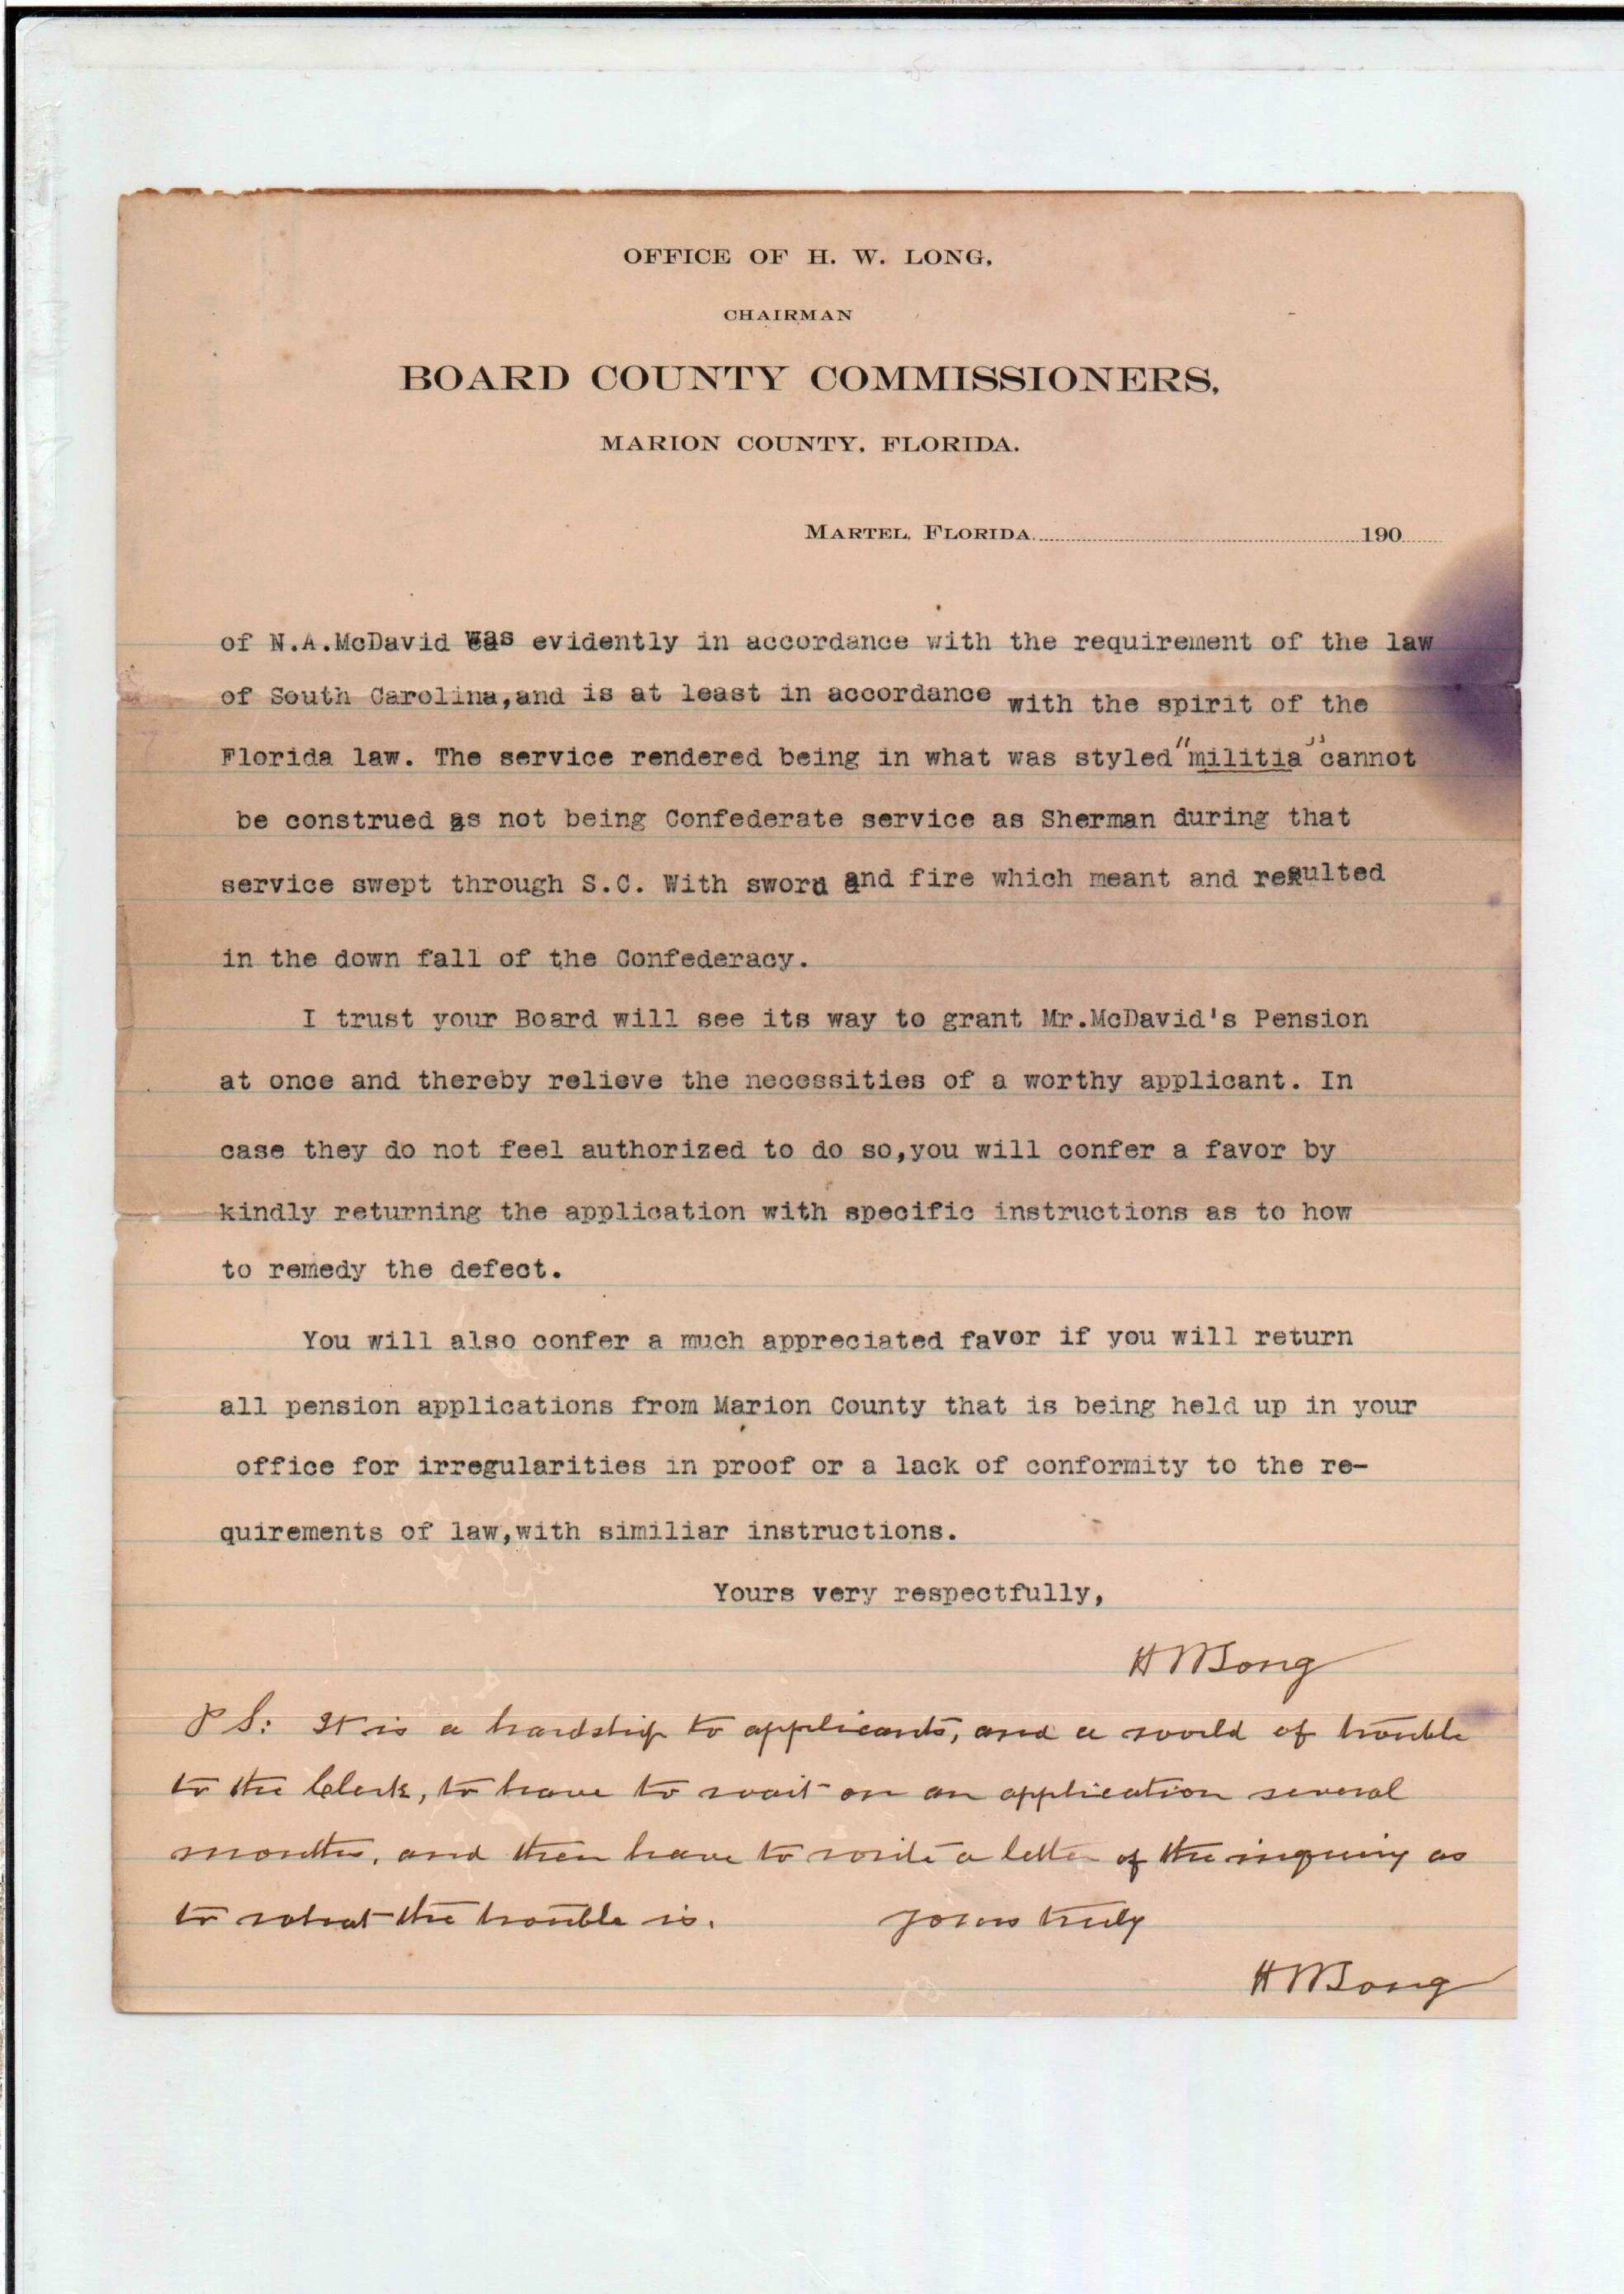 OFFICE OF H. W. LONG,
CHAIRMAN
BOARD COUNTY COMMISSIONERS,
MARION COUNTY, FLORIDA.
MARTEL, FLORIDA. 190
of N.A.McDavid was evidently in accordance with the requirement of the law
of South Carolina,and is at least in accordance with the spirit of the
Florida law. The service rendered being in what was styled "militia" cannot
be construed as not being Confederate service as Sherman during that
service swept through S.C. With sword and fire which meant and resulted
in the down fall of the Confederacy.
I trust your Board will see its way to grant Mr.McDavid's Pension
at once and thereby relieve the necessities of a worthy applicant. In
case they do not feel authorized to do so,you will confer a favor by
kindly returning the application with specific instructions as to how
to remedy the defect.
You will also confer a much appreciated favor if you will return
all pension applications from Marion County that is being held up in your
office for irregularities in proof or a lack of conformity to the re-
quirements of law,with similiar instructions.
Yours very respectfully,
H W Long
P S: It is a hardship to applicants, and a world of trouble
to the Clerk, to have to wait on an application several
months, and then have to write a letter of the inquiry as
to what the trouble is. Yours truly
H W Long